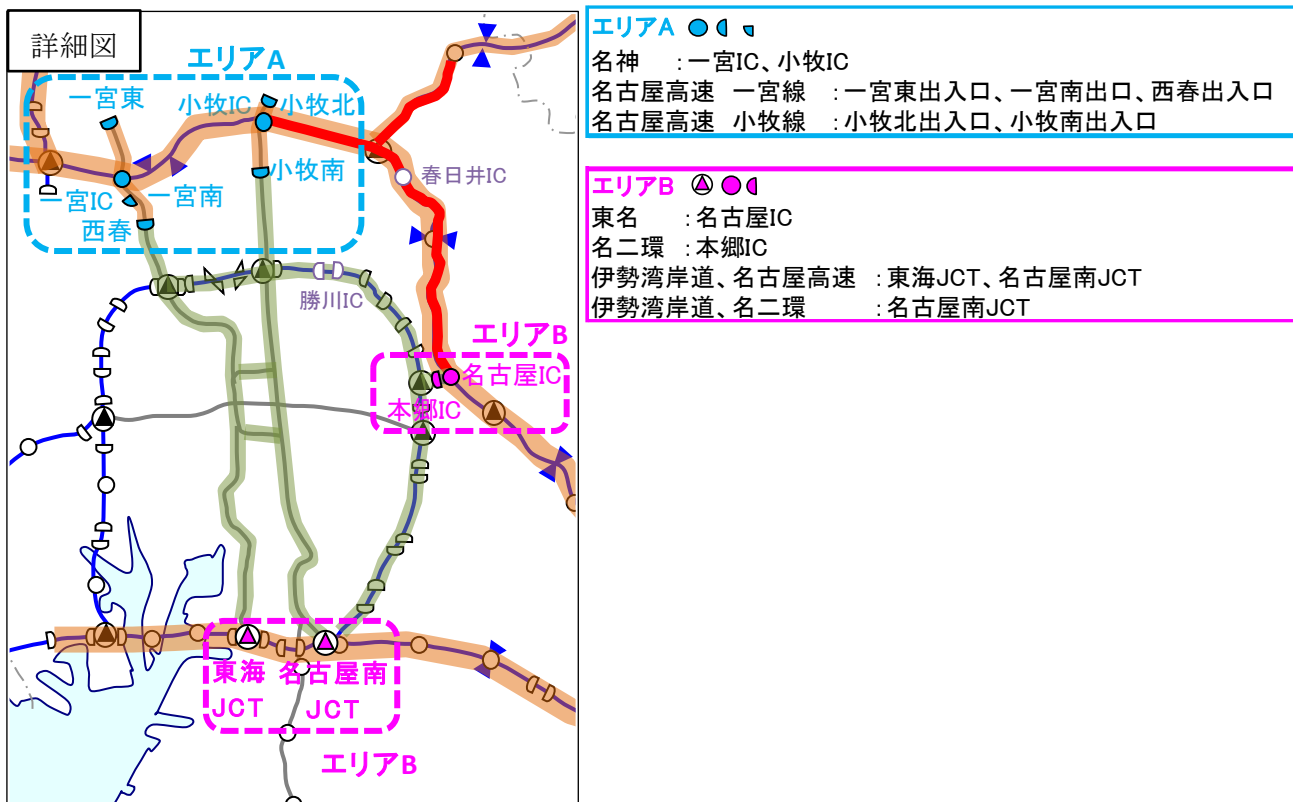 詳細図
エリアA
一宮東
小牧IC
小牧北
小牧南
春日井IC
一宮IC
一宮南
西春
勝川IC
エリアB
名古屋IC
本郷IC
東海
JCT
名古屋南
JCT
エリアB
エリアA
名神 :一宮IC、小牧IC
名古屋高速 一宮線 :一宮東出入口、一宮南出口、西春出入口
名古屋高速 小牧線 :小牧北出入口、小牧南出入口
エリアB
東名 :名古屋IC
名二環 :本郷IC
伊勢湾岸道、名古屋高速 :東海JCT、名古屋南JCT
伊勢湾岸道、名二環 :名古屋南JCT